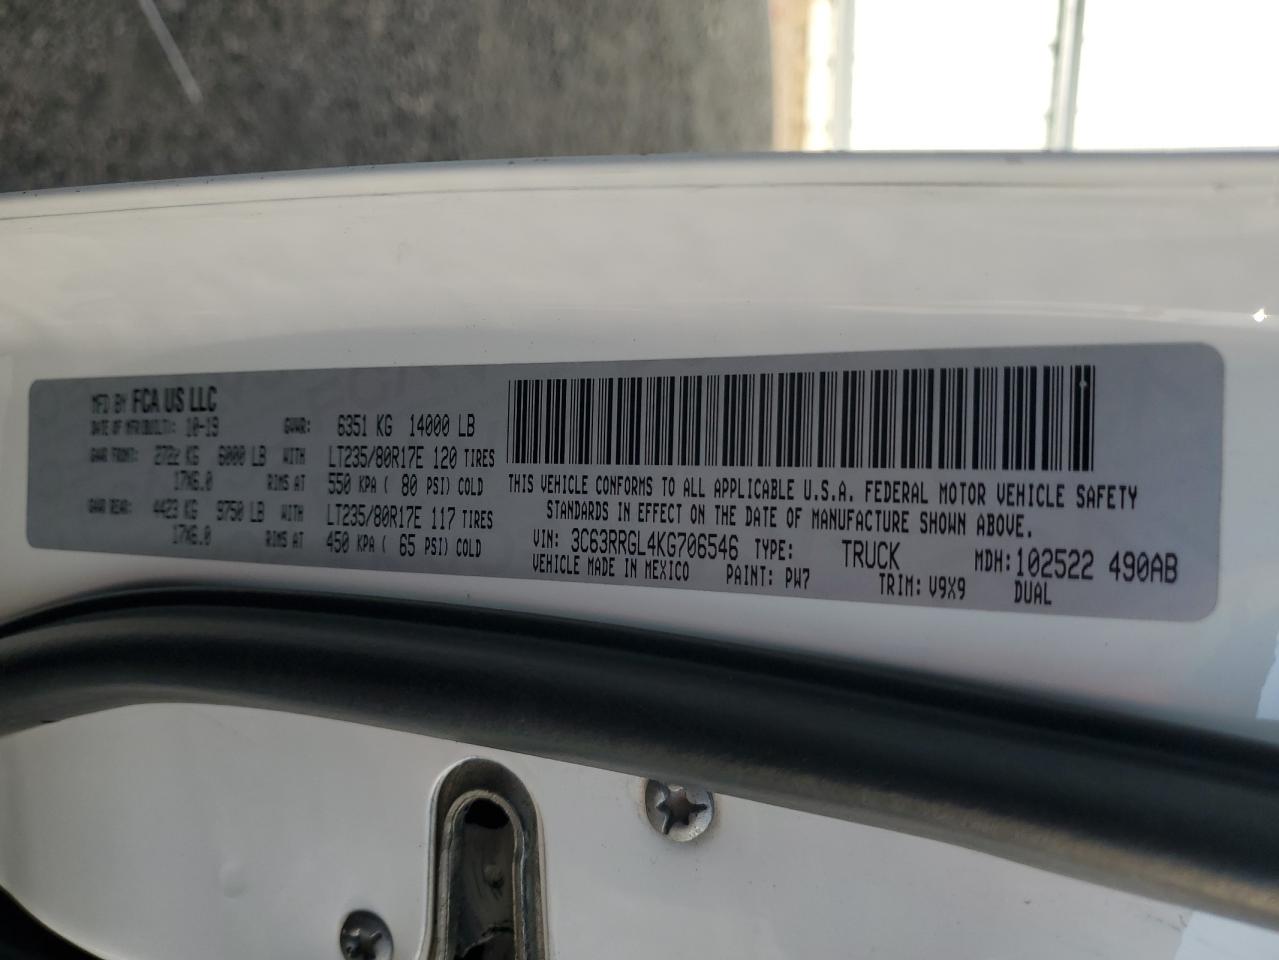 MFD BY FCA US LLC
DATE OF MFR(BUILT): 10-19 GVWR: 6351 KG 14000 LB
GAWR FRONT: 2722 KG 6000 LB WITH LT235/80R17E 120 TIRES
17X6.0 RIMS AT 550 KPA ( 80 PSI) COLD
GAWR REAR: 4423 KG 9750 LB WITH LT235/80R17E 117 TIRES
17X6.0 RIMS AT 450 KPA ( 65 PSI) COLD
THIS VEHICLE CONFORMS TO ALL APPLICABLE U.S.A. FEDERAL MOTOR VEHICLE SAFETY
STANDARDS IN EFFECT ON THE DATE OF MANUFACTURE SHOWN ABOVE.
VIN: 3C63RRGL4KG706546 TYPE: TRUCK MDH:102522 490AB
VEHICLE MADE IN MEXICO PAINT: PW7 TRIM: V9X9 DUAL